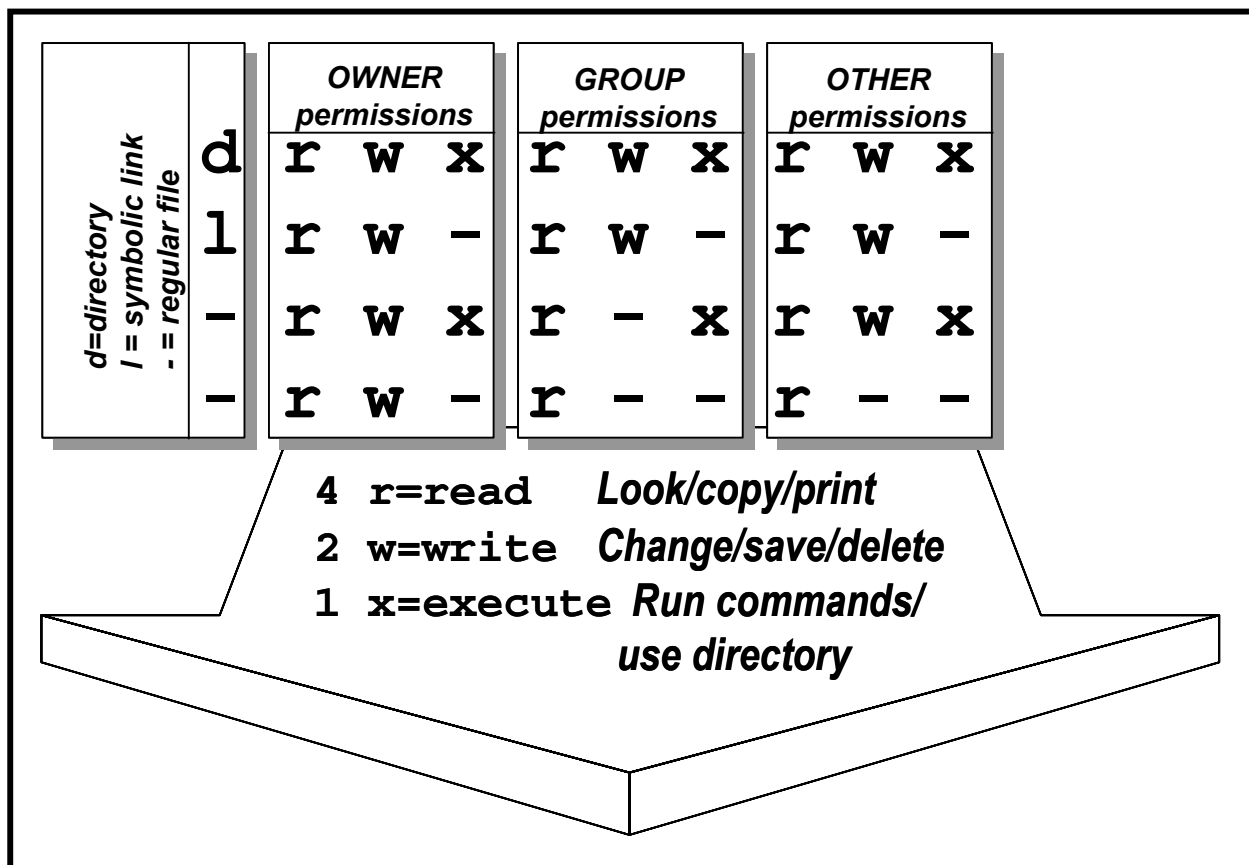 d=directory
l = symbolic link
- = regular file
OWNER
permissions
GROUP
permissions
OTHER
permissions
d r w x r w x r w x
l r w - r w - r w -
- r w x r - x r w x
- r w - r - - r - -
4 r=read Look/copy/print
2 w=write Change/save/delete
1 x=execute Run commands/
use directory